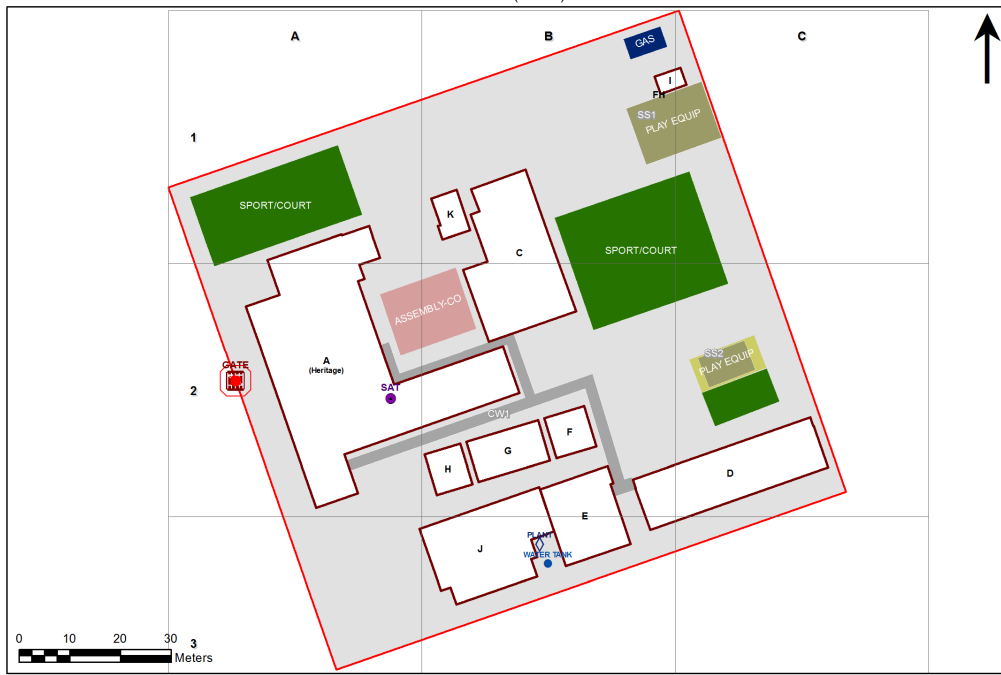 A
B
C
GAS
I
FH
SS1
PLAY EQUIP
1
SPORT/COURT
K
C
SPORT/COURT
ASSEMBLY-CO
A
(Heritage)
GATE
SS2
PLAY EQUIP
2
SAT
CW1
F
G
H
D
E
PLANT
J
WATER TANK
0 10 20 30
3
Meters